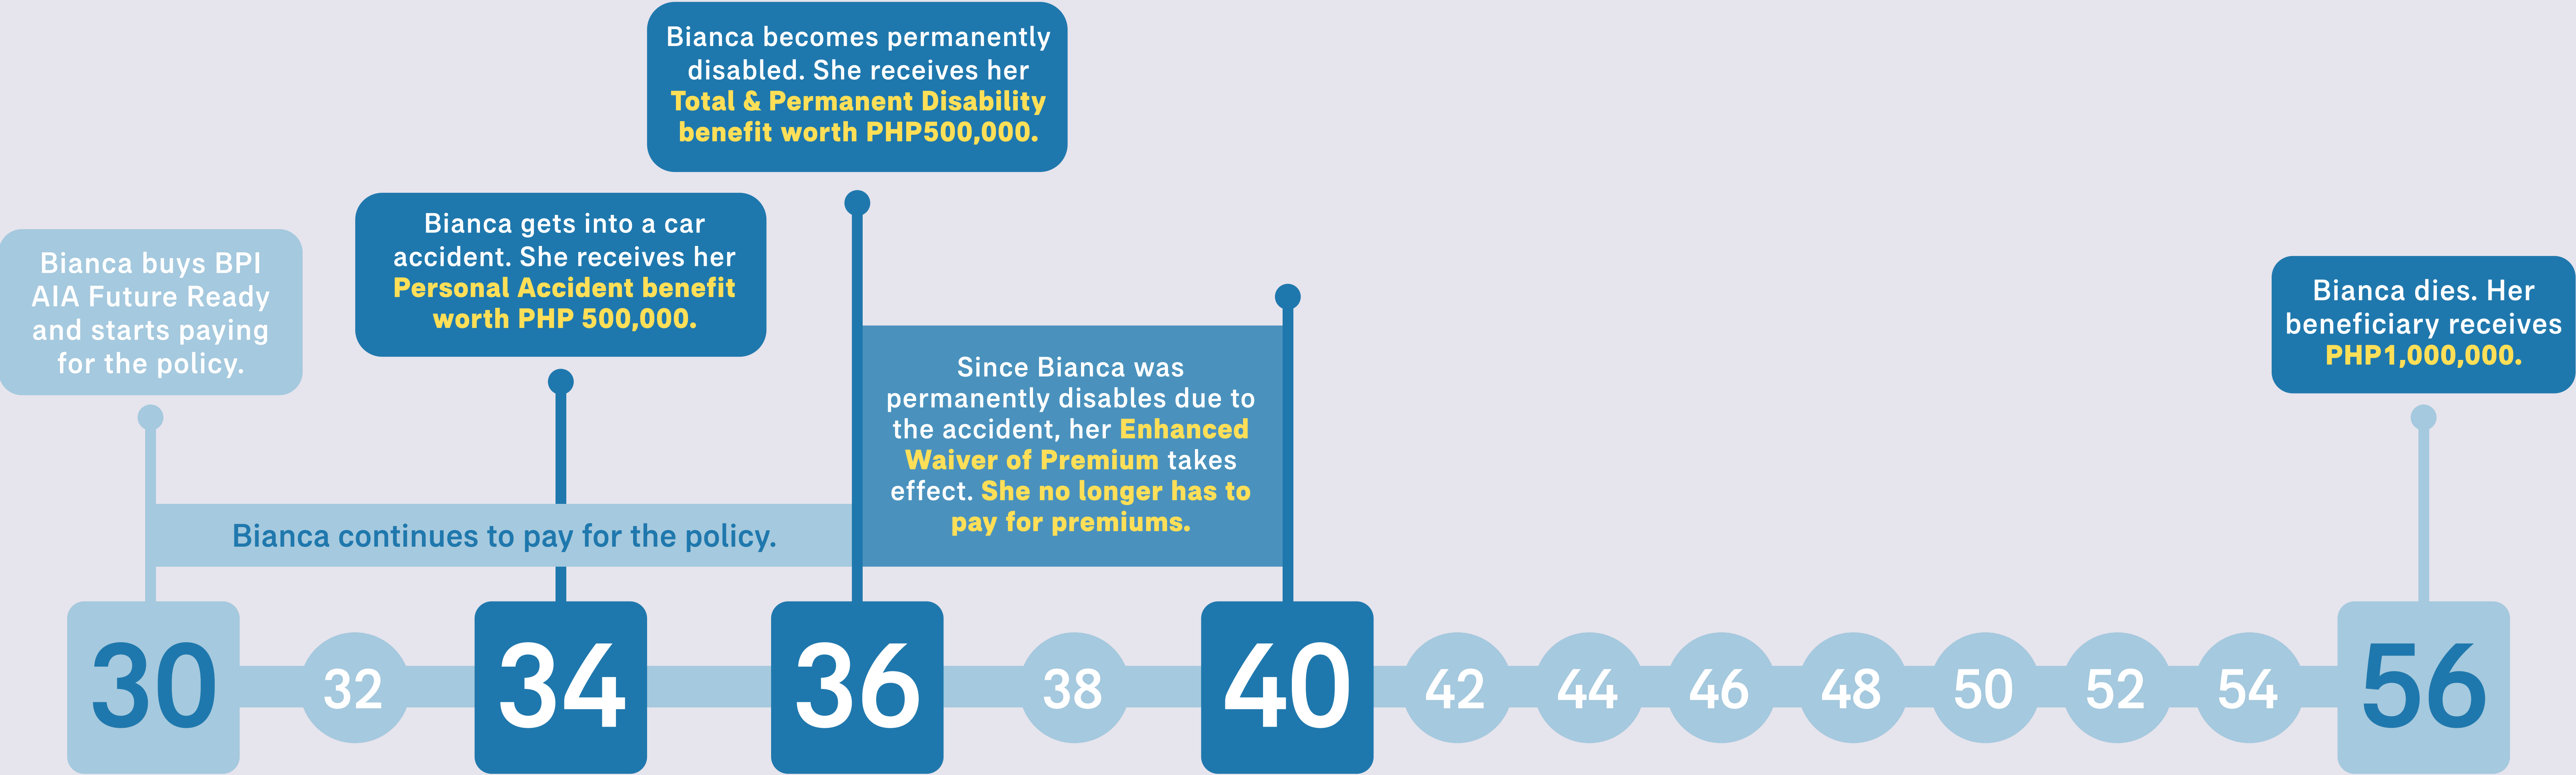 Bianca becomes permanently
disabled. She receives her
Total & Permanent Disability
benefit worth PHP500,000.
Bianca gets into a car
accident. She receives her
Personal Accident benefit
worth PHP 500,000.
Bianca buys BPI
AIA Future Ready
and starts paying
for the policy.
Bianca dies. Her
beneficiary receives
PHP1,000,000.
Since Bianca was
permanently disables due to
the accident, her Enhanced
Waiver of Premium takes
effect. She no longer has to
pay for premiums.
Bianca continues to pay for the policy.
30 32 34 36 38 40 42 44 46 48 50 52 54 56